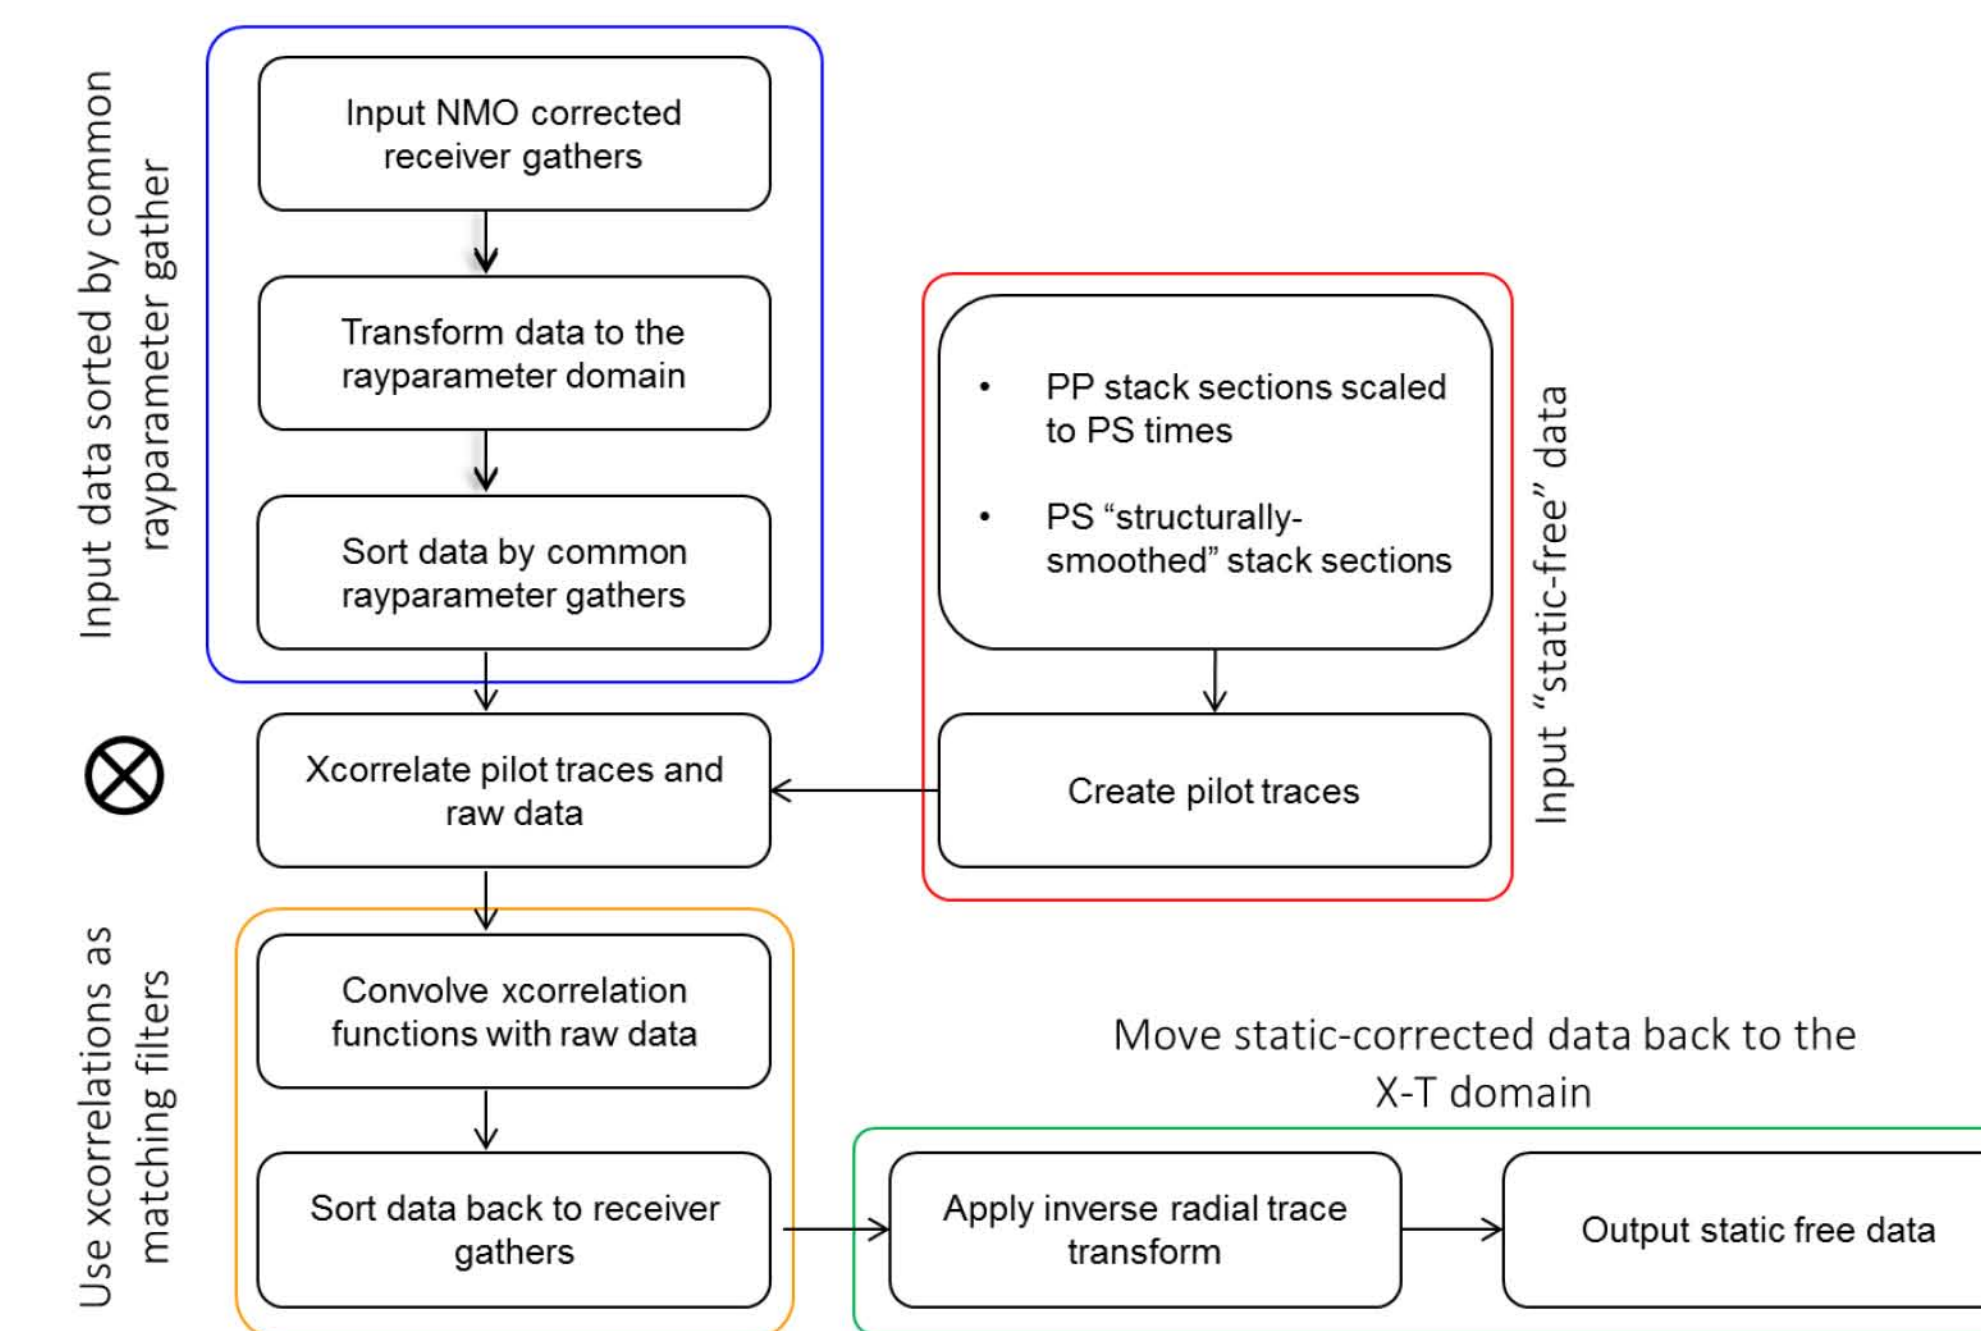 Input data sorted by common
rayparameter gather
Input NMO corrected
receiver gathers
Transform data to the
rayparameter domain
Sort data by common
rayparameter gathers
• PP stack sections scaled
to PS times
• PS “structurally-
smoothed” stack sections
Input “static-free” data
Xcorrelate pilot traces and
raw data
Create pilot traces
Use xcorrelations as
matching filters
Convolve xcorrelation
functions with raw data
Sort data back to receiver
gathers
Move static-corrected data back to the
X-T domain
Apply inverse radial trace
transform
Output static free data